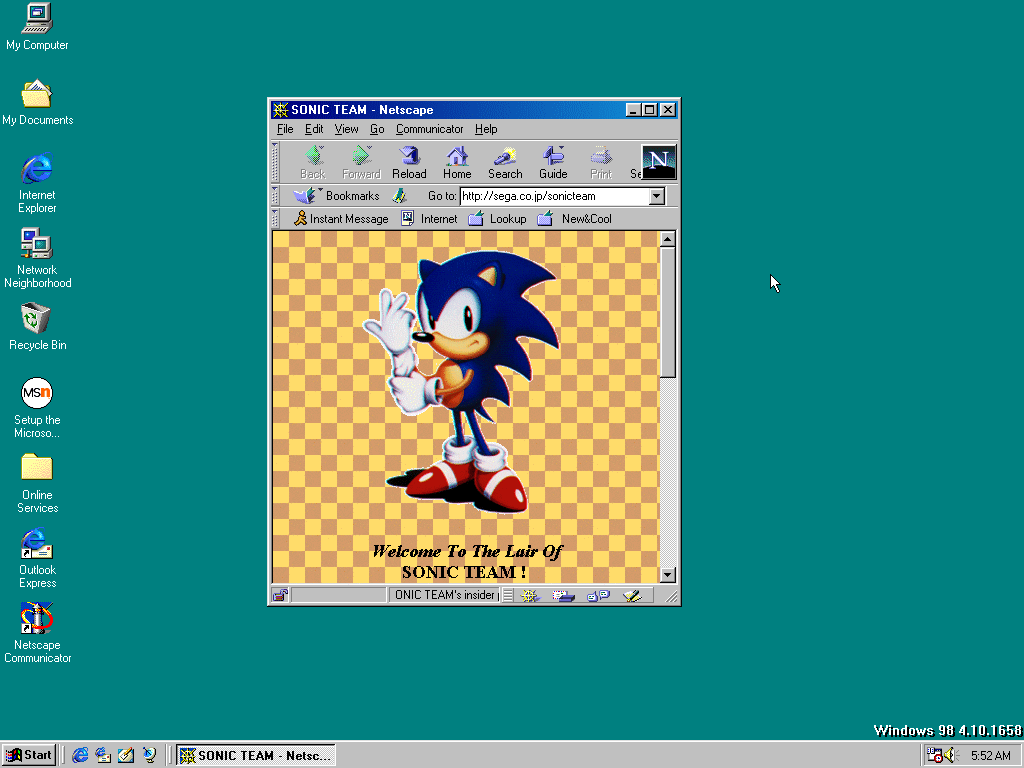 My Computer
My Documents
Internet
Explorer
Network
Neighborhood
Recycle Bin
MSN
Setup the
Microso...
Online
Services
Outlook
Express
Netscape
Communicator
SONIC TEAM - Netscape
File Edit View Go Communicator Help
Back Forward Reload Home Search Guide Print Se
N
Bookmarks Go to: http://sega.co.jp/sonicteam
Instant Message Internet Lookup New&Cool
Welcome To The Lair Of
SONIC TEAM !
ONIC TEAM's insider
Windows 98 4.10.1658
Start SONIC TEAM - Netsc... 5:52 AM